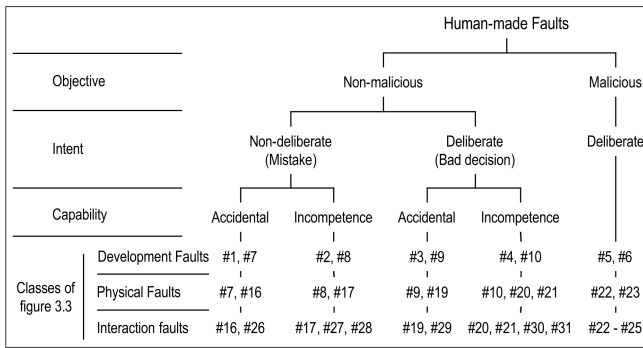 Human-made Faults
Objective Non-malicious Malicious
Intent Non-deliberate (Mistake) Deliberate (Bad decision) Deliberate
Capability Accidental Incompetence Accidental Incompetence
Classes of figure 3.3
Development Faults #1, #7 #2, #8 #3, #9 #4, #10 #5, #6
Physical Faults #7, #16 #8, #17 #9, #19 #10, #20, #21 #22, #23
Interaction faults #16, #26 #17, #27, #28 #19, #29 #20, #21, #30, #31 #22 - #25